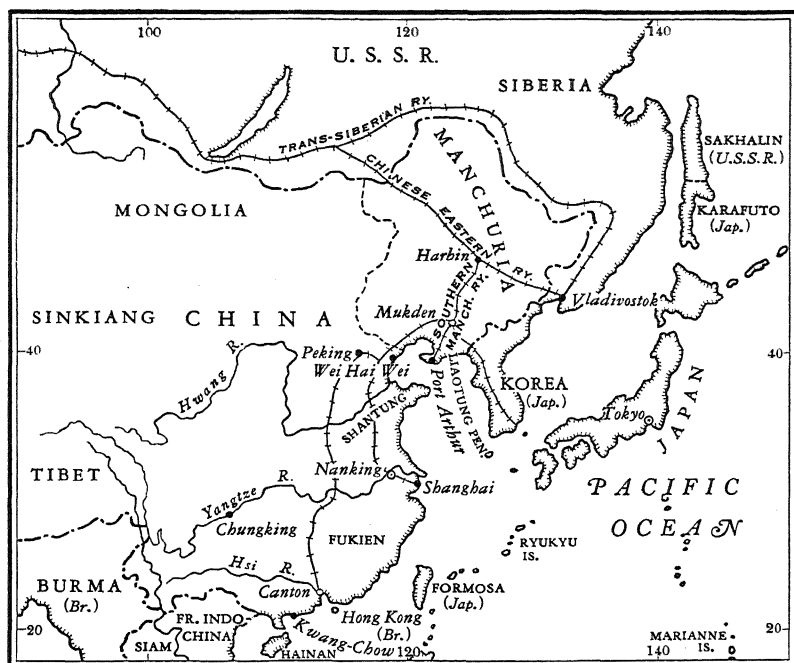 100
120
140
U. S. S. R.
SIBERIA
TRANS-SIBERIAN RY.
SAKHALIN
(U.S.S.R.)
MANCHURIA
CHINESE EASTERN RY.
MONGOLIA
KARAFUTO
(Jap.)
Harbin
SOUTHERN
MANCH. RY.
Vladivostok
Mukden
SINKIANG
CHINA
40
Peking
40
Wei Hai Wei
Hwang R.
Port Arthur
LIAOTUNG PEND
KOREA
(Jap.)
SHANTUNG
Tokyo
JAPAN
TIBET
Nanking
Shanghai
Yangtze R.
Chungking
PACIFIC
OCEAN
FUKIEN
RYUKYU
IS.
Hsi R.
BURMA
(Br.)
Canton
FORMOSA
(Jap.)
Hong Kong
(Br.)
FR. INDO
CHINA
Kwang-Chow
20
SIAM
HAINAN
120
140
MARIANNE
IS.
20